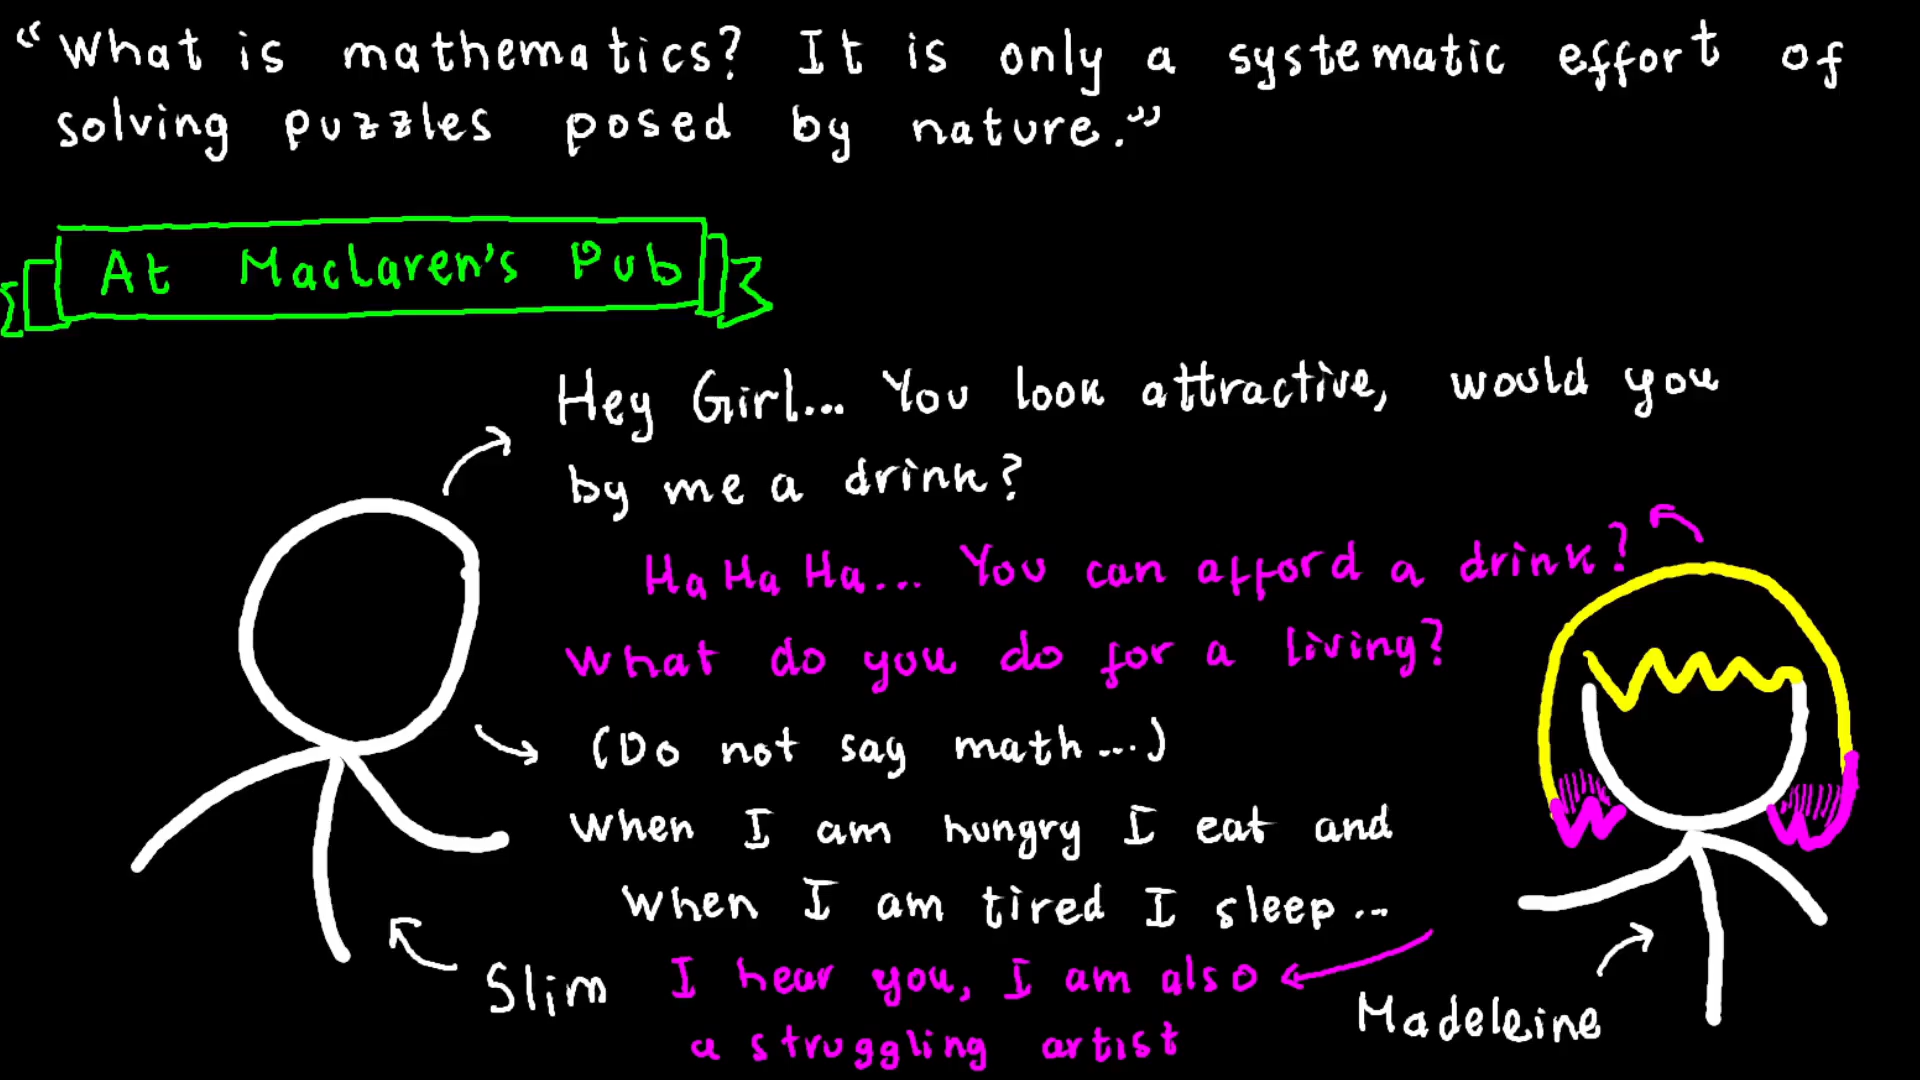 “What is mathematics? It is only a systematic effort of
solving puzzles posed by nature.”
At MacLaren's Pub
Hey Girl... You look attractive, would you
by me a drink?
Ha Ha Ha... You can afford a drink?
What do you do for a living?
(Do not say math...)
When I am hungry I eat and
When I am tired I sleep...
Slim
I hear you, I am also
a struggling artist
Madeleine